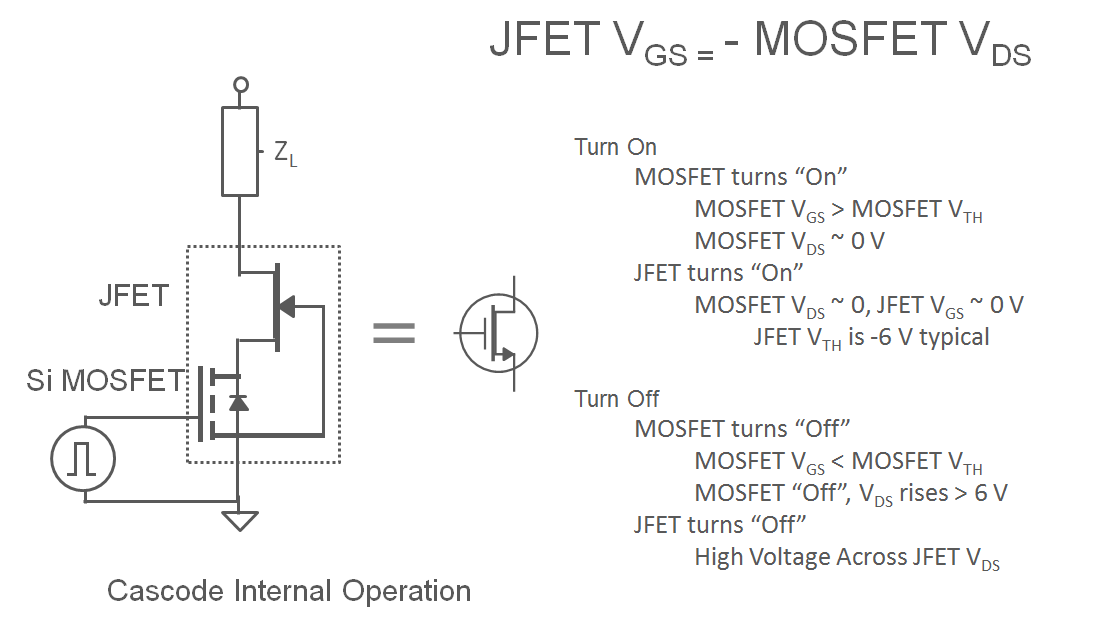 JFET VGS = - MOSFET VDS
ZL
JFET
Si MOSFET
=
Cascode Internal Operation
Turn On
MOSFET turns “On”
MOSFET VGS > MOSFET VTH
MOSFET VDS ~ 0 V
JFET turns “On”
MOSFET VDS ~ 0, JFET VGS ~ 0 V
JFET VTH is -6 V typical
Turn Off
MOSFET turns “Off”
MOSFET VGS < MOSFET VTH
MOSFET “Off”, VDS rises > 6 V
JFET turns “Off”
High Voltage Across JFET VDS